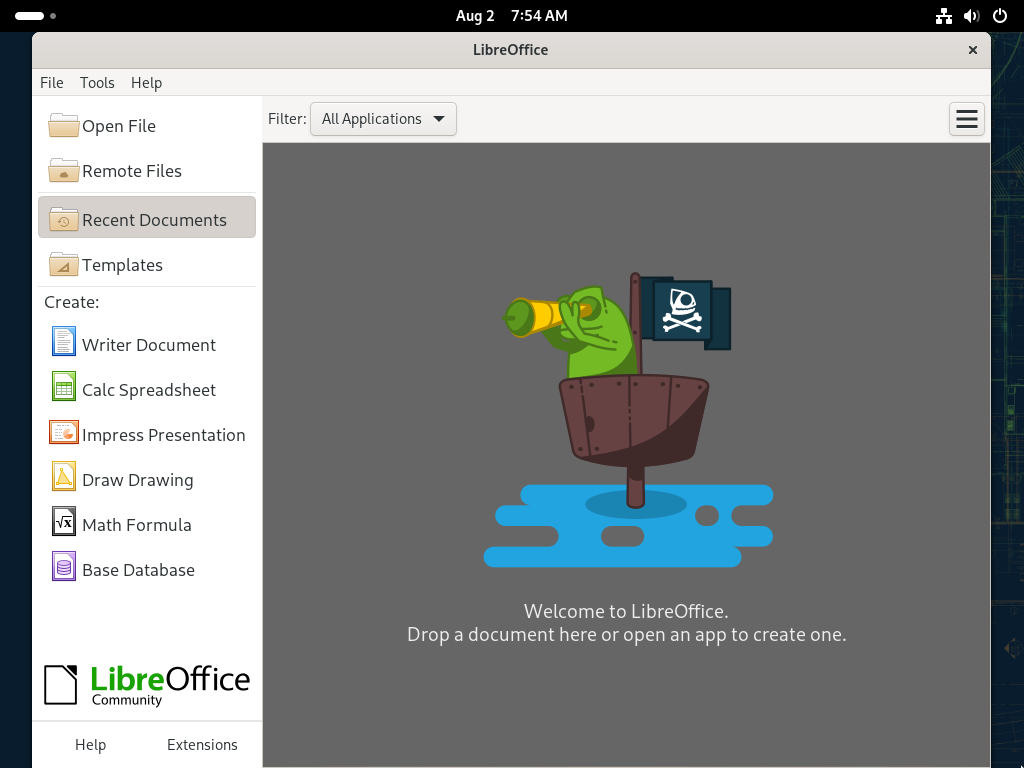 Aug 2 7:54 AM
LibreOffice
File Tools Help
Open File
Remote Files
Recent Documents
Templates
Create:
Writer Document
Calc Spreadsheet
Impress Presentation
Draw Drawing
Math Formula
Base Database
LibreOffice
Community
Help Extensions
Filter: All Applications
Welcome to LibreOffice.
Drop a document here or open an app to create one.